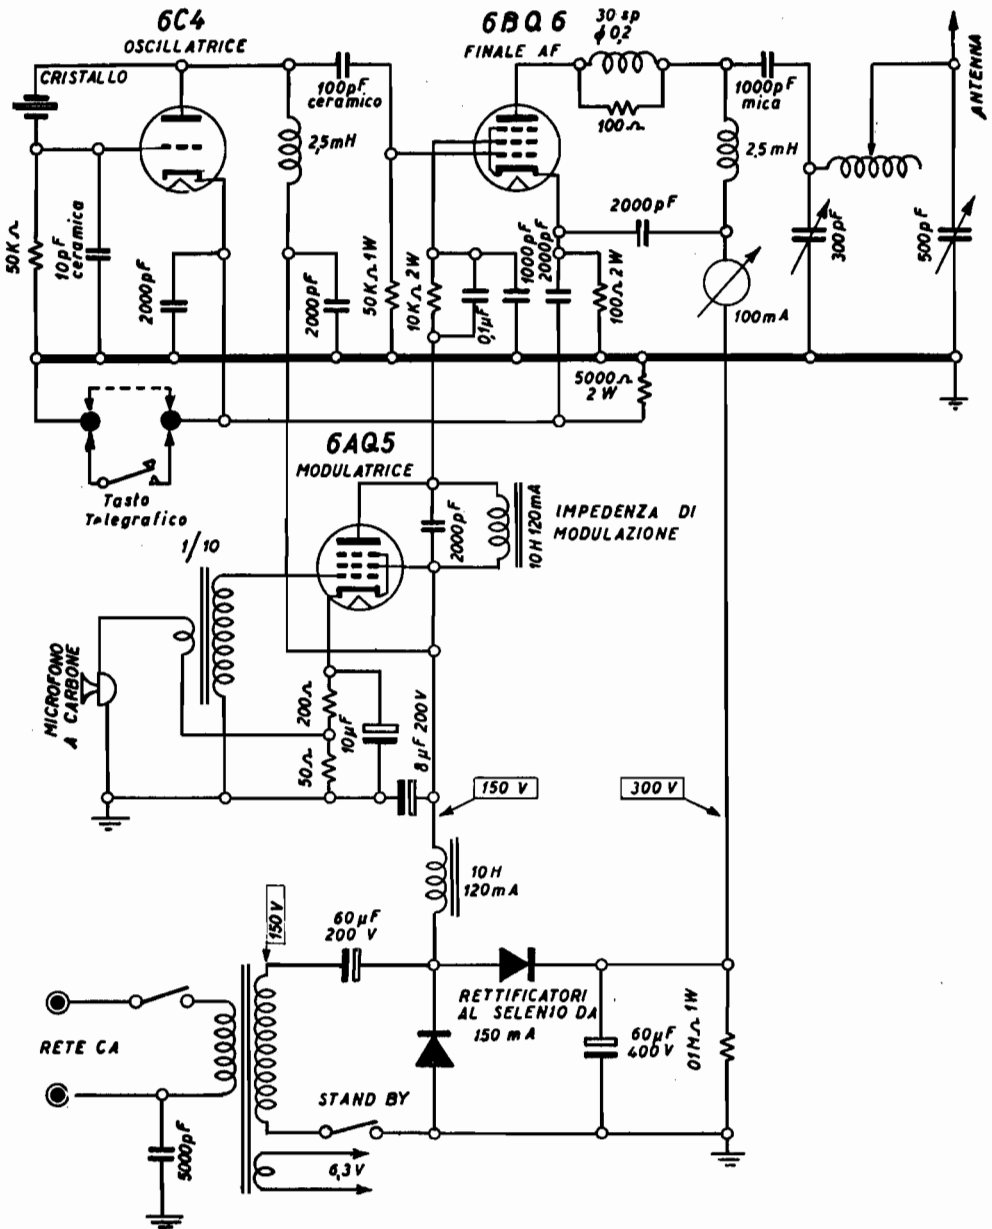 6C4
OSCILLATRICE
CRISTALLO
6BQ6
FINALE AF
30 sp
ϕ 0,2
100pF
ceramico
2,5mH
100Ω
1000pF
mica
2,5 mH
ANTENNA
50KΩ
10pF
ceramica
2000pF
2000pF
50KΩ 1W
10KΩ 2W
0,1µF
1000pF
2000pF
100Ω 2W
2000pF
100mA
300pF
500pF
5000Ω
2W
Tasto
Telegrafico
6AQ5
MODULATRICE
2000pF
10H 120mA
IMPEDENZA DI
MODULAZIONE
1/10
MICROFONO
A CARBONE
200Ω
50Ω
10µF
8µF 200V
150 V
300V
10H
120mA
150V
60µF
200 V
RETTIFICATORI
AL SELENIO DA
150 mA
60µF
400V
01MΩ 1W
RETE CA
5000pF
STAND BY
6,3V